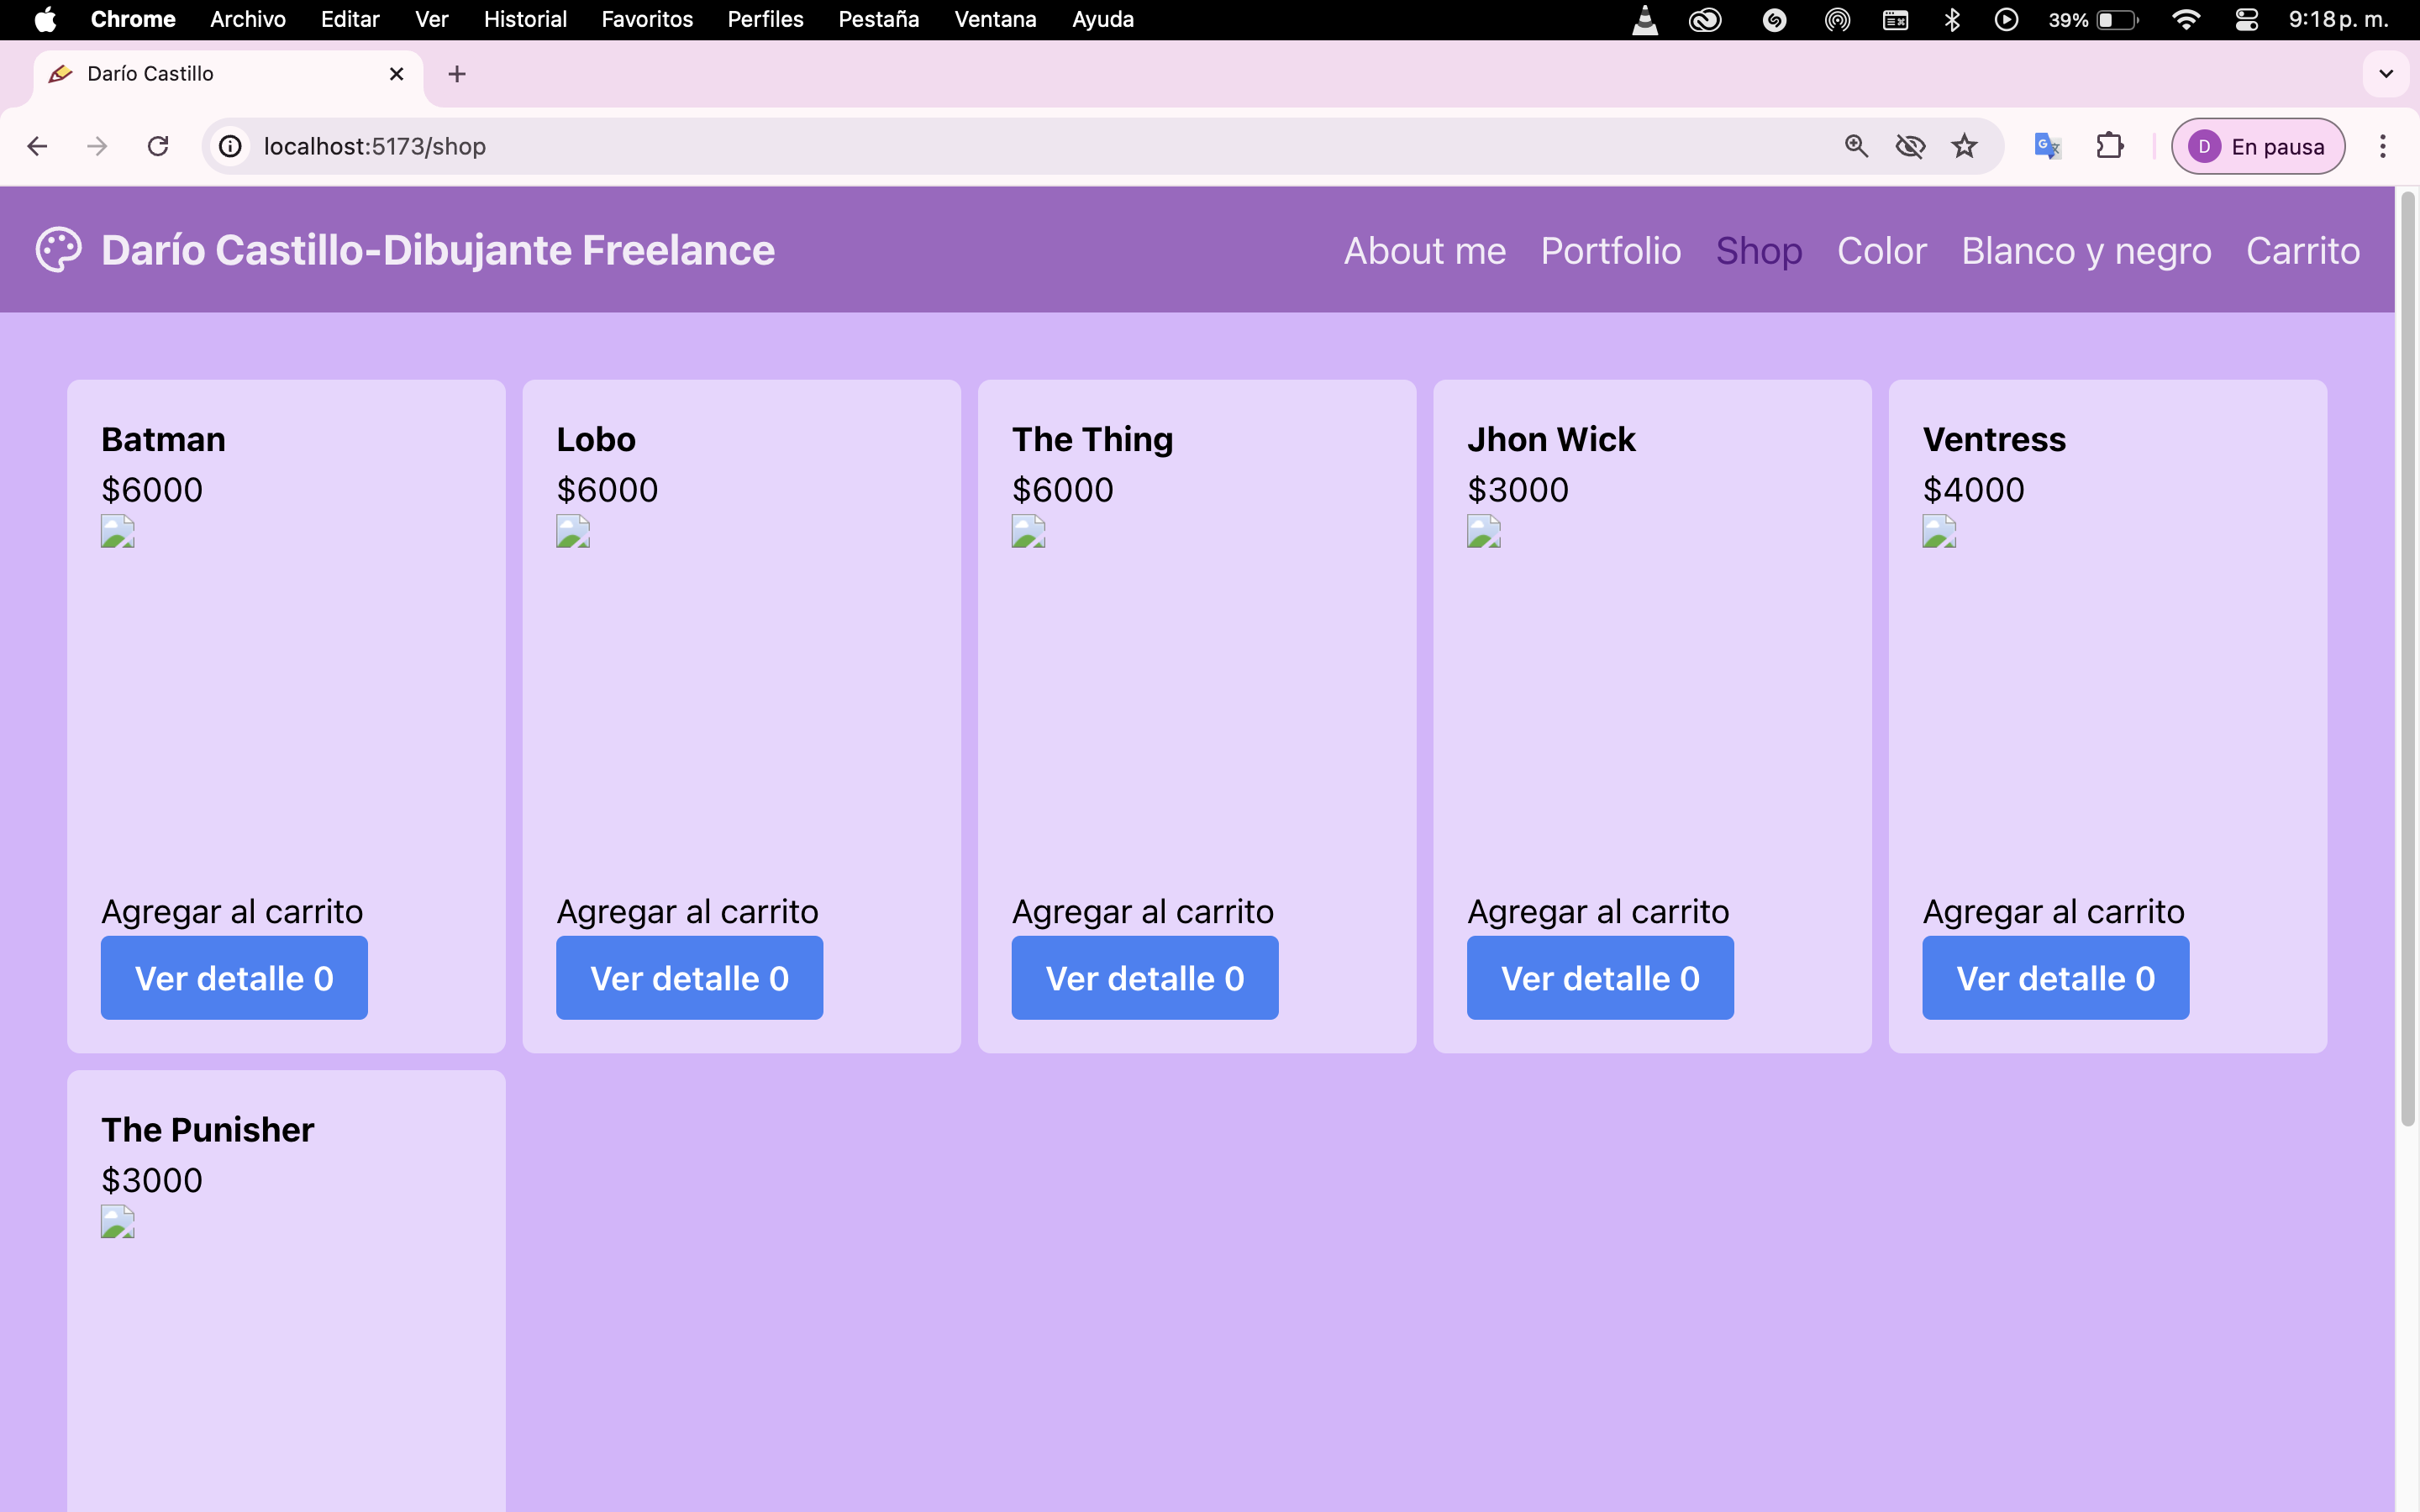 Chrome Archivo Editar Ver Historial Favoritos Perfiles Pestaña Ventana Ayuda 39% 9:18 p. m.
Darío Castillo
localhost:5173/shop D En pausa
Darío Castillo-Dibujante Freelance About me Portfolio Shop Color Blanco y negro Carrito
Batman
$6000
Agregar al carrito
Ver detalle 0
Lobo
$6000
Agregar al carrito
Ver detalle 0
The Thing
$6000
Agregar al carrito
Ver detalle 0
Jhon Wick
$3000
Agregar al carrito
Ver detalle 0
Ventress
$4000
Agregar al carrito
Ver detalle 0
The Punisher
$3000